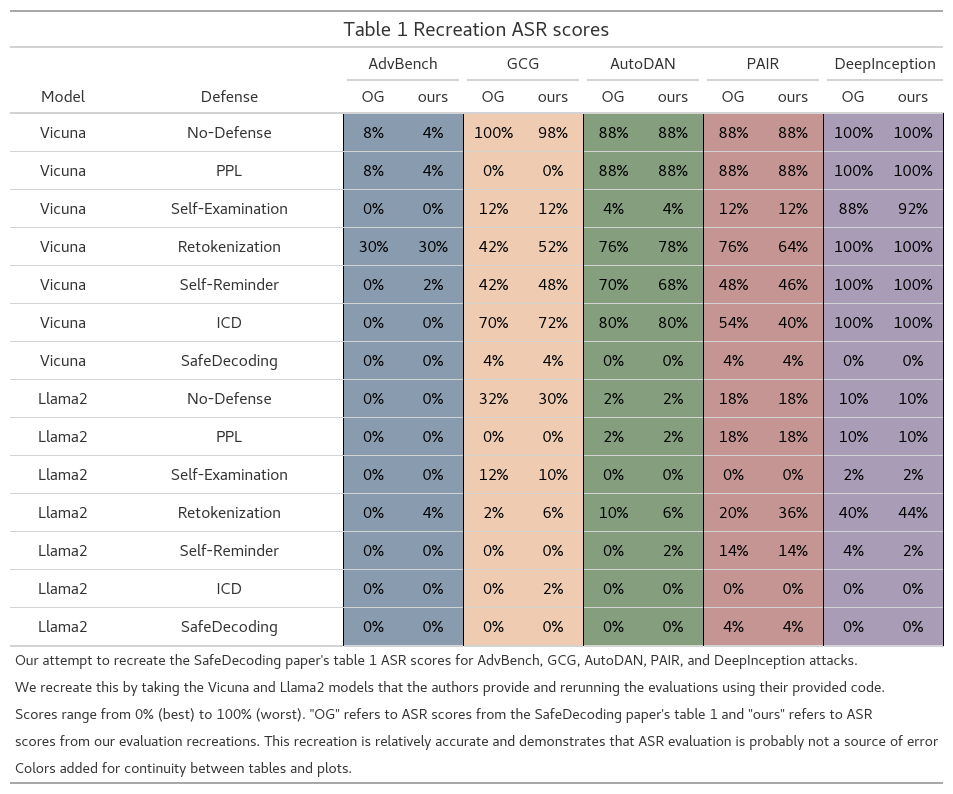 Table 1 Recreation ASR scores
AdvBench GCG AutoDAN PAIR DeepInception
Model Defense OG ours OG ours OG ours OG ours OG ours
Vicuna No-Defense 8% 4% 100% 98% 88% 88% 88% 88% 100% 100%
Vicuna PPL 8% 4% 0% 0% 88% 88% 88% 88% 100% 100%
Vicuna Self-Examination 0% 0% 12% 12% 4% 4% 12% 12% 88% 92%
Vicuna Retokenization 30% 30% 42% 52% 76% 78% 76% 64% 100% 100%
Vicuna Self-Reminder 0% 2% 42% 48% 70% 68% 48% 46% 100% 100%
Vicuna ICD 0% 0% 70% 72% 80% 80% 54% 40% 100% 100%
Vicuna SafeDecoding 0% 0% 4% 4% 0% 0% 4% 4% 0% 0%
Llama2 No-Defense 0% 0% 32% 30% 2% 2% 18% 18% 10% 10%
Llama2 PPL 0% 0% 0% 0% 2% 2% 18% 18% 10% 10%
Llama2 Self-Examination 0% 0% 12% 10% 0% 0% 0% 0% 2% 2%
Llama2 Retokenization 0% 4% 2% 6% 10% 6% 20% 36% 40% 44%
Llama2 Self-Reminder 0% 0% 0% 0% 0% 2% 14% 14% 4% 2%
Llama2 ICD 0% 0% 0% 2% 0% 0% 0% 0% 0% 0%
Llama2 SafeDecoding 0% 0% 0% 0% 0% 0% 4% 4% 0% 0%
Our attempt to recreate the SafeDecoding paper's table 1 ASR scores for AdvBench, GCG, AutoDAN, PAIR, and DeepInception attacks.
We recreate this by taking the Vicuna and Llama2 models that the authors provide and rerunning the evaluations using their provided code.
Scores range from 0% (best) to 100% (worst). "OG" refers to ASR scores from the SafeDecoding paper's table 1 and "ours" refers to ASR
scores from our evaluation recreations. This recreation is relatively accurate and demonstrates that ASR evaluation is probably not a source of error
Colors added for continuity between tables and plots.